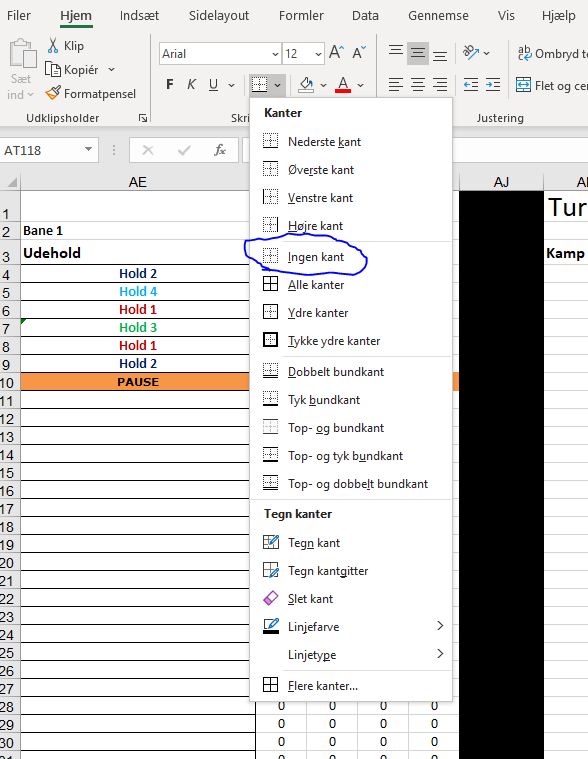 Filer Hjem Indsæt Sidelayout Formler Data Gennemse Vis Hjælp
Klip
Kopiér
Formatpensel
Sæt
ind
Udklipsholder
Arial 12 A A
F K U A
Skri
ab Ombryd t
Flet og cen
Justering
AT118 fx
AE AJ
1 Tur
2 Bane 1
3 Udehold Kamp
4 Hold 2
5 Hold 4
6 Hold 1
7 Hold 3
8 Hold 1
9 Hold 2
10 PAUSE
11
12
13
14
15
16
17
18
19
20
21
22
23
24
25
26
27
28 0 0 0 0
29 0 0 0 0
30 0 0 0 0
Kanter
Nederste kant
Øverste kant
Venstre kant
Højre kant
Ingen kant
Alle kanter
Ydre kanter
Tykke ydre kanter
Dobbelt bundkant
Tyk bundkant
Top- og bundkant
Top- og tyk bundkant
Top- og dobbelt bundkant
Tegn kanter
Tegn kant
Tegn kantgitter
Slet kant
Linjefarve
Linjetype
Flere kanter...